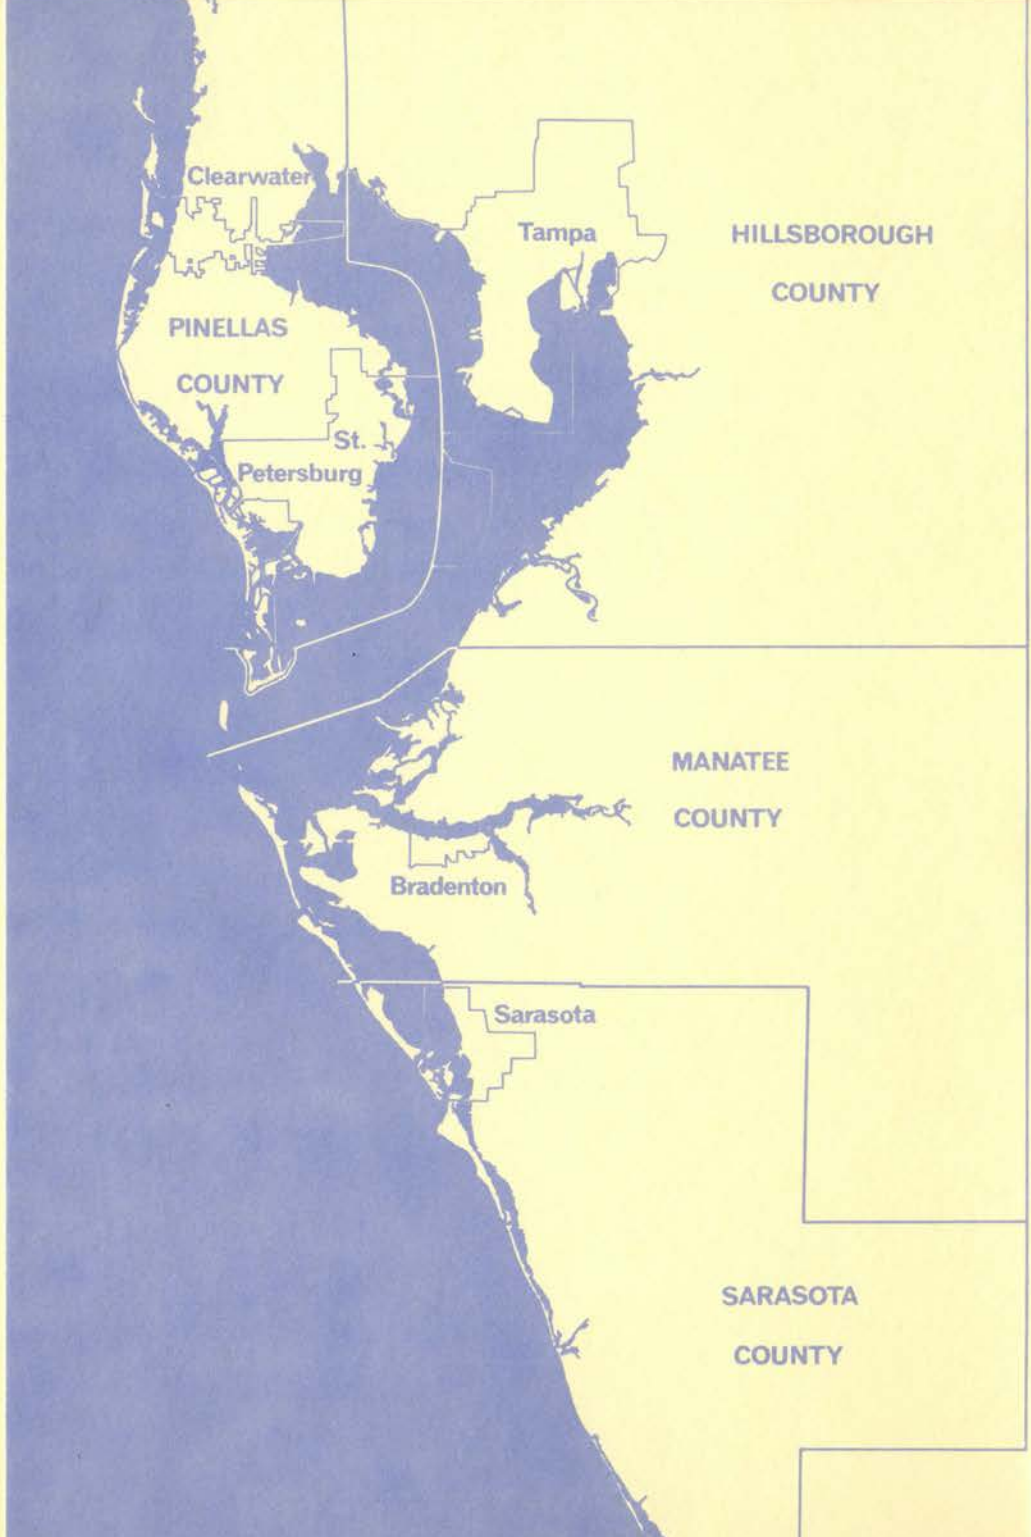 Clearwater
Tampa
HILLSBOROUGH
COUNTY
PINELLAS
COUNTY
St.
Petersburg
MANATEE
COUNTY
Bradenton
Sarasota
SARASOTA
COUNTY